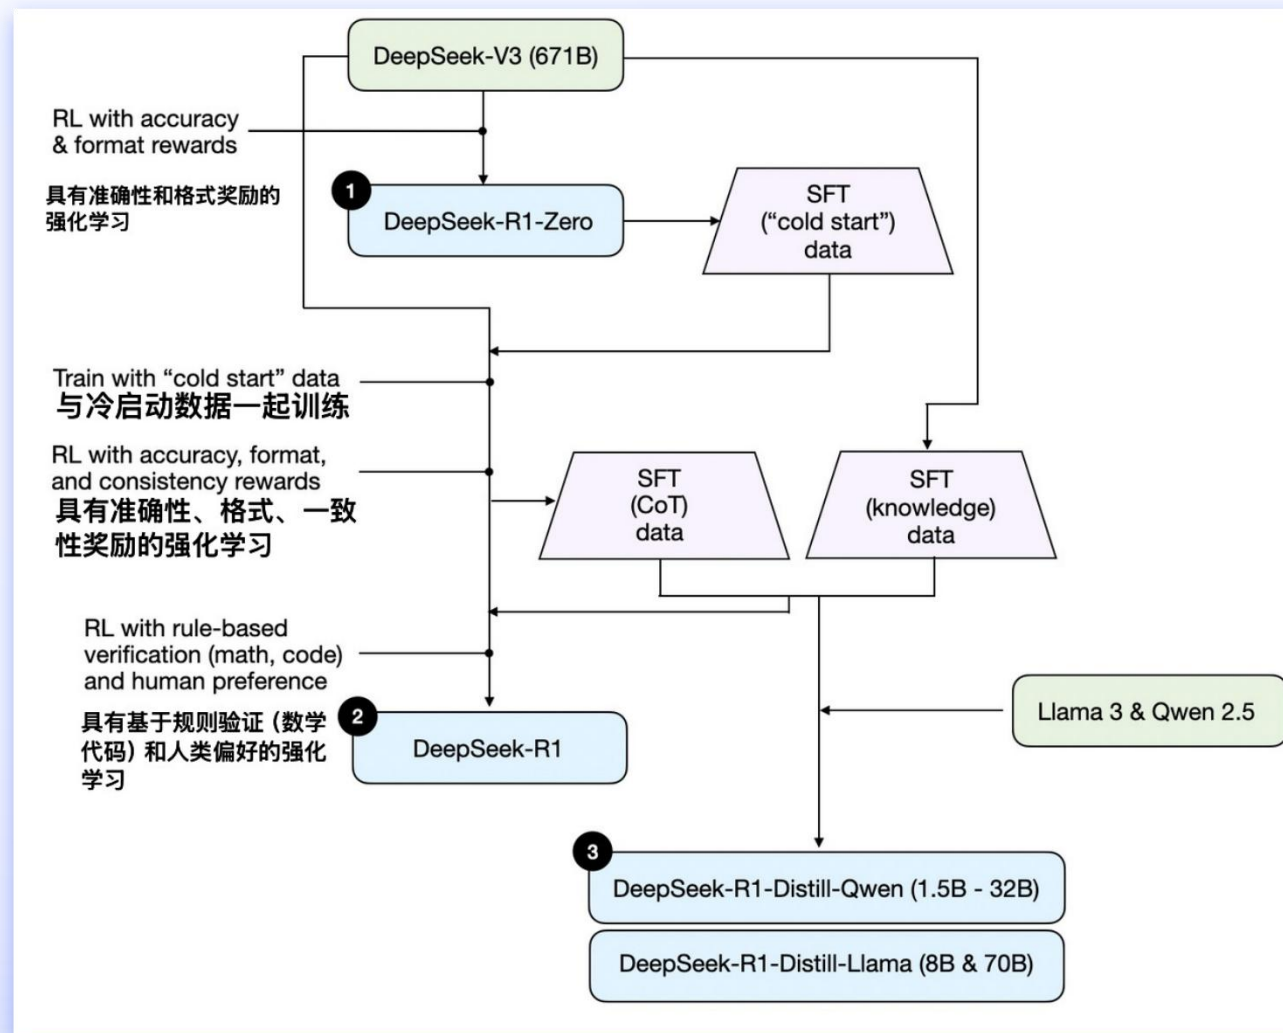 DeepSeek-V3 (671B)
RL with accuracy
& format rewards
具有准确性和格式奖励的
强化学习
1
DeepSeek-R1-Zero
SFT
(“cold start”)
data
Train with “cold start” data
与冷启动数据一起训练
RL with accuracy, format,
and consistency rewards
具有准确性、格式、一致
性奖励的强化学习
SFT
(CoT)
data
SFT
(knowledge)
data
RL with rule-based
verification (math, code)
and human preference
具有基于规则验证（数学
代码）和人类偏好的强化
学习
2
DeepSeek-R1
Llama 3 & Qwen 2.5
3
DeepSeek-R1-Distill-Qwen (1.5B - 32B)
DeepSeek-R1-Distill-Llama (8B & 70B)